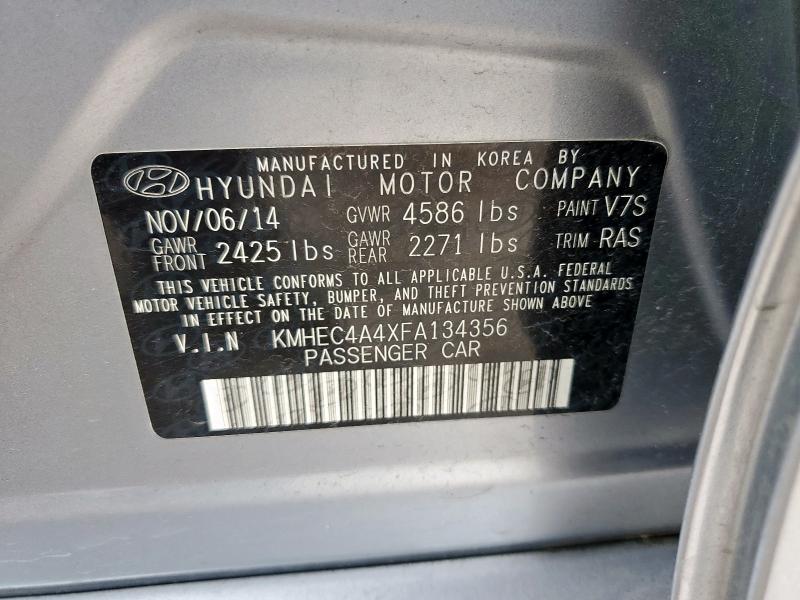 MANUFACTURED IN KOREA BY
HYUNDAI MOTOR COMPANY
NOV/06/14 GVWR 4586 lbs PAINT V7S
GAWR FRONT 2425 lbs GAWR REAR 2271 lbs TRIM RAS
THIS VEHICLE CONFORMS TO ALL APPLICABLE U.S.A. FEDERAL
MOTOR VEHICLE SAFETY, BUMPER, AND THEFT PREVENTION STANDARDS
IN EFFECT ON THE DATE OF MANUFACTURE SHOWN ABOVE
V.I.N KMHEC4A4XFA134356
PASSENGER CAR